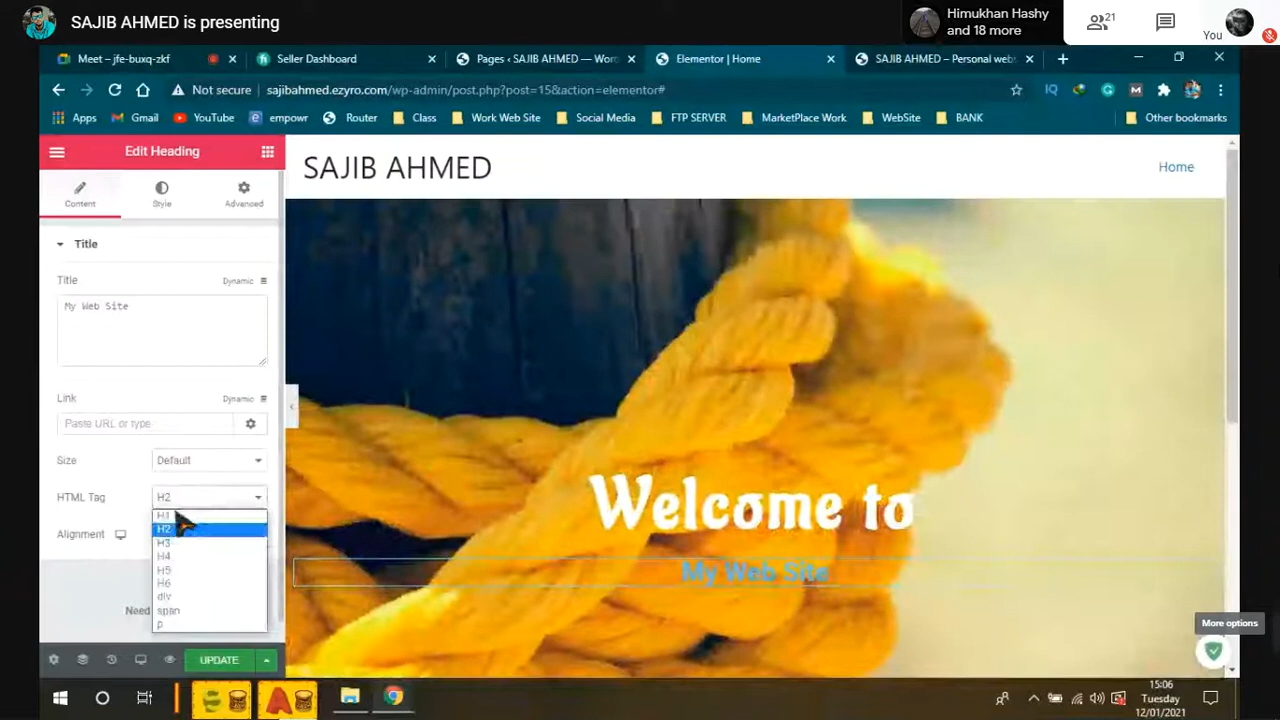 SAJIB AHMED is presenting
Himukhan Hashy
and 18 more
21
You
Meet – jfe-buxq-zkf
Seller Dashboard
Pages ‹ SAJIB AHMED — Wor
Elementor | Home
SAJIB AHMED – Personal web
Not secure
sajibahmed.ezyro.com/wp-admin/post.php?post=15&action=elementor#
Apps
Gmail
YouTube
empowr
Router
Class
Work Web Site
Social Media
FTP SERVER
MarketPlace Work
WebSite
BANK
Other bookmarks
Edit Heading
Content
Style
Advanced
Title
Title
Dynamic
My Web Site
Link
Dynamic
Paste URL or type
Size
Default
HTML Tag
H2
H1
H2
H3
H4
H5
H6
div
span
p
Alignment
Need
UPDATE
SAJIB AHMED
Home
Welcome to
My Web Site
More options
15:06
Tuesday
12/01/2021